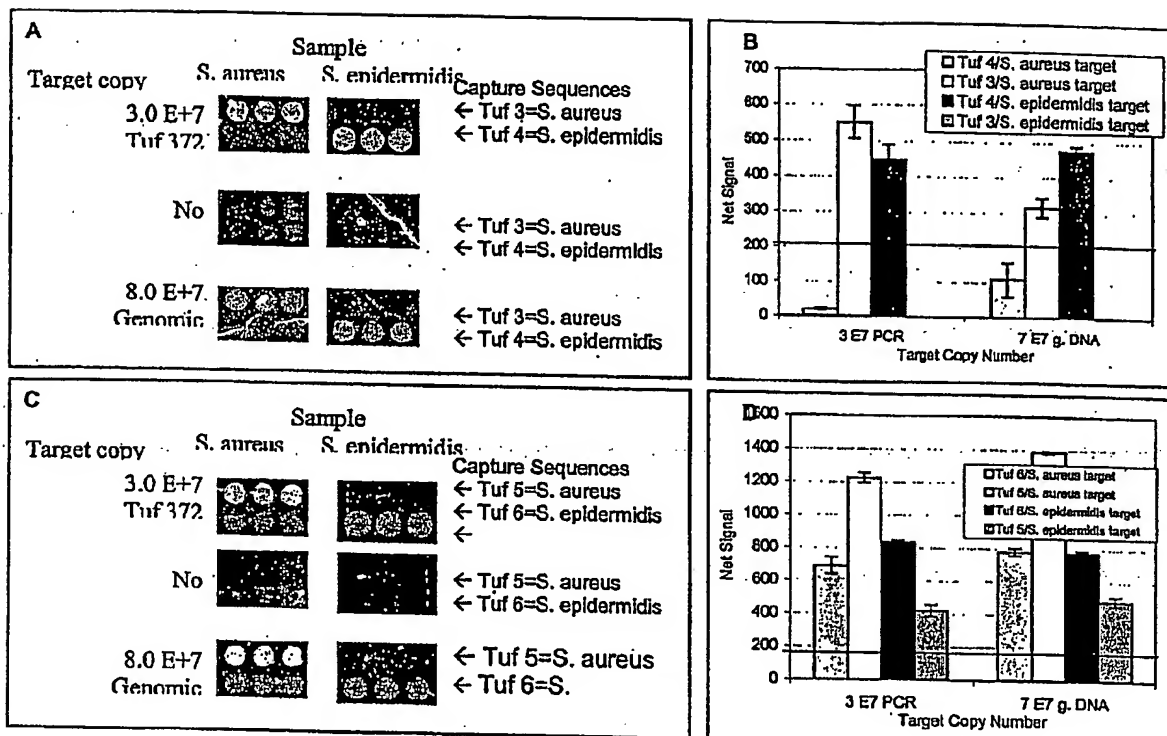 A
Sample
Target copy S. aureus S. enidermidis
Capture Sequences
3.0 E+7 ← Tuf 3=S. aureus
Tuf 372 ← Tuf 4=S. epidermidis
No ← Tuf 3=S. aureus
← Tuf 4=S. epidermidis
8.0 E+7 ← Tuf 3=S. aureus
Genomic ← Tuf 4=S. epidermidis
B
Tuf 4/S. aureus target
Tuf 3/S. aureus target
Tuf 4/S. epidermidis target
Tuf 3/S. epidermidis target
700
600
500
400
300
200
100
0
Net Signal
3 E7 PCR 7 E7 g. DNA
Target Copy Number
C
Sample
Target copy S. aureus S. enidermidis
Capture Sequences
3.0 E+7 ← Tuf 5=S. aureus
Tuf 372 ← Tuf 6=S. epidermidis
←
No ← Tuf 5=S. aureus
← Tuf 6=S. epidermidis
8.0 E+7 ← Tuf 5=S. aureus
Genomic ← Tuf 6=S.
D
1600
1400
1200
1000
800
600
400
200
0
Tuf 6/S. aureus target
Tuf 5/S. aureus target
Tuf 6/S. epidermidis target
Tuf 5/S. epidermidis target
Net Signal
3 E7 PCR 7 E7 g. DNA
Target Copy Number